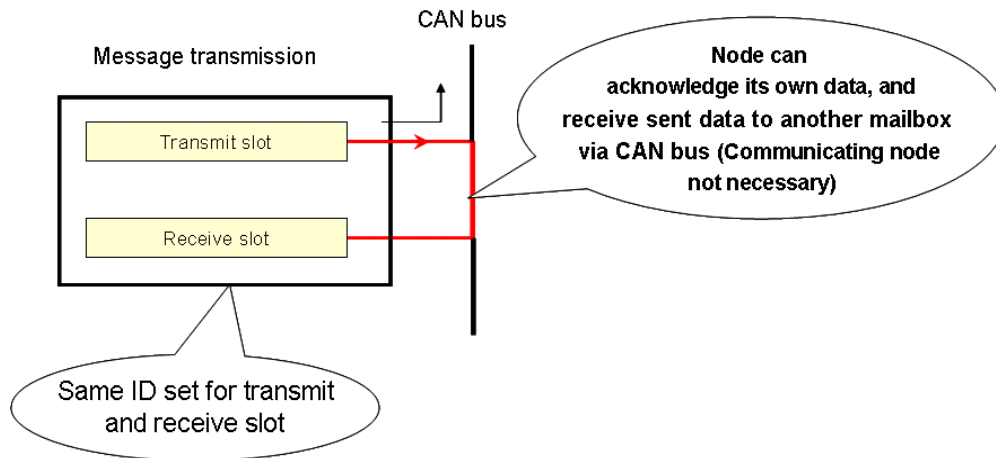 CAN bus
Message transmission
Node can
acknowledge its own data, and
receive sent data to another mailbox
via CAN bus (Communicating node
not necessary)
Transmit slot
Receive slot
Same ID set for transmit
and receive slot